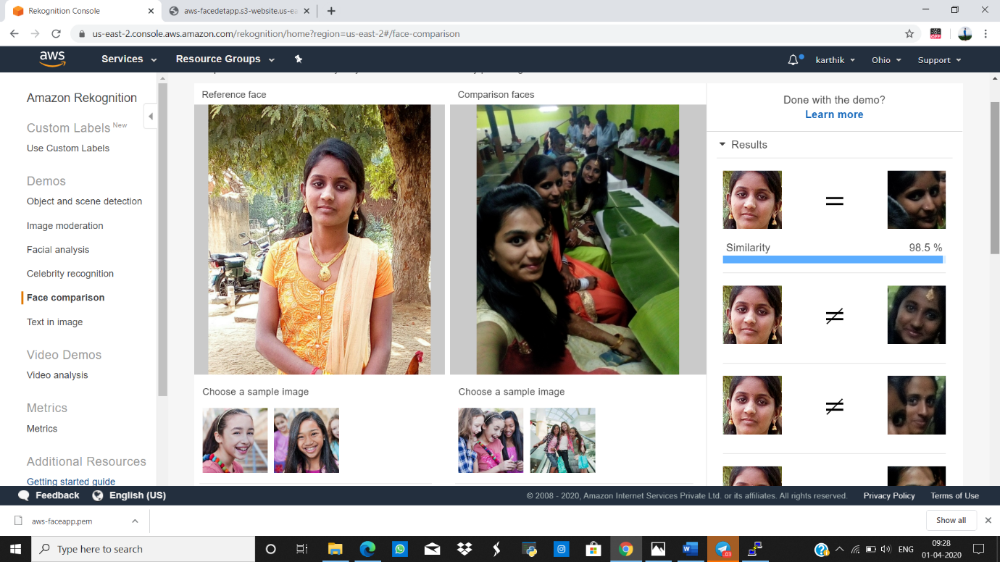 Rekognition Console
aws-facedetapp.s3-website.us-ea
us-east-2.console.aws.amazon.com/rekognition/home?region=us-east-2#/face-comparison
OFF
aws
Services
Resource Groups
karthik
Ohio
Support
Amazon Rekognition
Custom Labels New
Use Custom Labels
Demos
Object and scene detection
Image moderation
Facial analysis
Celebrity recognition
Face comparison
Text in image
Video Demos
Video analysis
Metrics
Metrics
Additional Resources
Getting started guide
Reference face
Comparison faces
Choose a sample image
Choose a sample image
Done with the demo?
Learn more
Results
=
Similarity 98.5 %
≠
≠
Feedback
English (US)
© 2008 - 2020, Amazon Internet Services Private Ltd. or its affiliates. All rights reserved.
Privacy Policy
Terms of Use
aws-faceapp.pem
Show all
Type here to search
ENG
09:28
01-04-2020